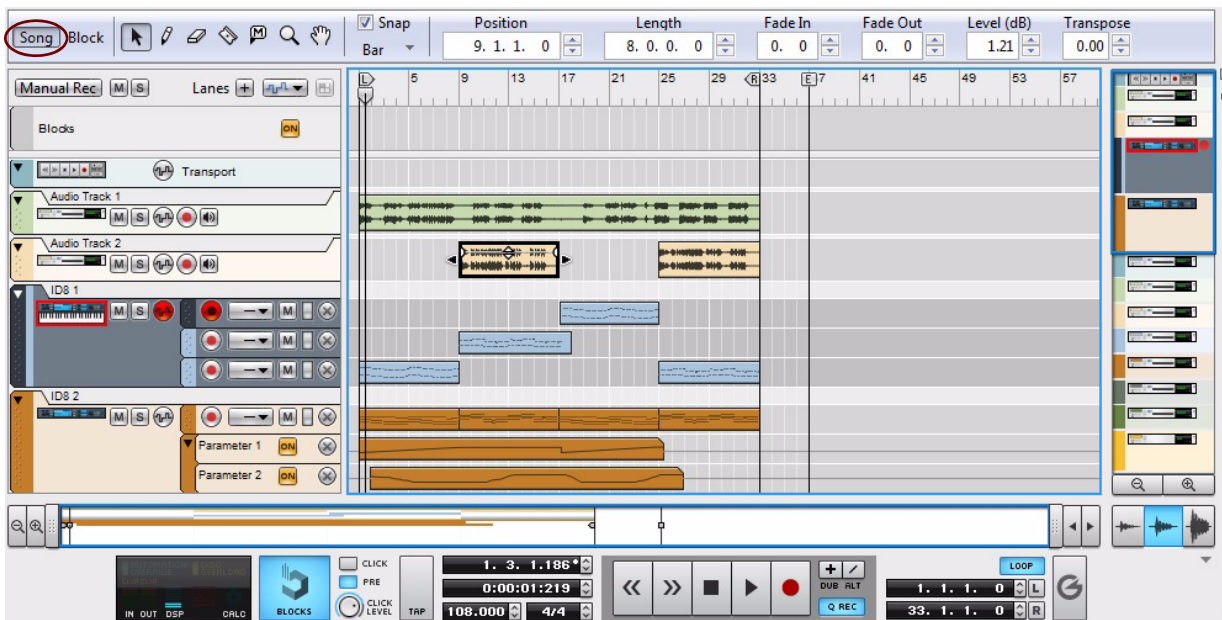 Snap Position Length Fade In Fade Out Level (dB) Transpose
Song Block M Bar 9. 1. 1. 0 8. 0. 0. 0 0. 0 0. 0 1.21 0.00
Manual Rec M S Lanes + L 5 9 13 17 21 25 29 R 33 E 7 41 45 49 53 57
Blocks ON
Transport
Audio Track 1
M S
Audio Track 2
M S
ID8 1
M S M
M
M
ID8 2
M S M
Parameter 1 ON
Parameter 2 ON
CLICK 1. 3. 1.186 LOOP
PRE 0:00:01:219 DUB ALT 1. 1. 1. 0 L
IN OUT DSP CALC BLOCKS CLICK LEVEL TAP 108.000 4/4 Q REC 33. 1. 1. 0 R